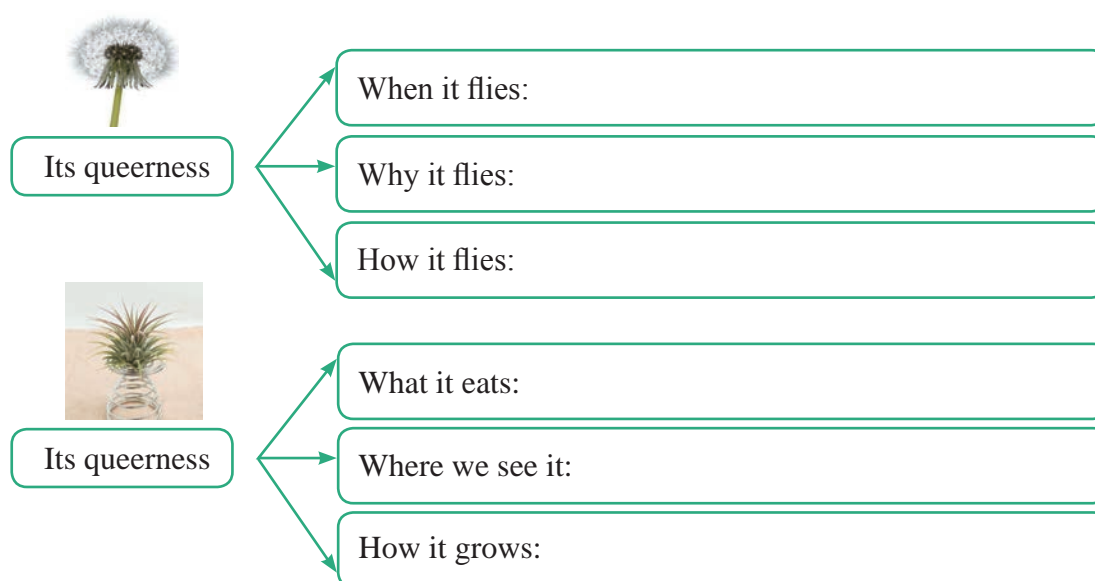 When it flies:
Its queerness
Why it flies:
How it flies:
What it eats:
Its queerness
Where we see it:
How it grows: